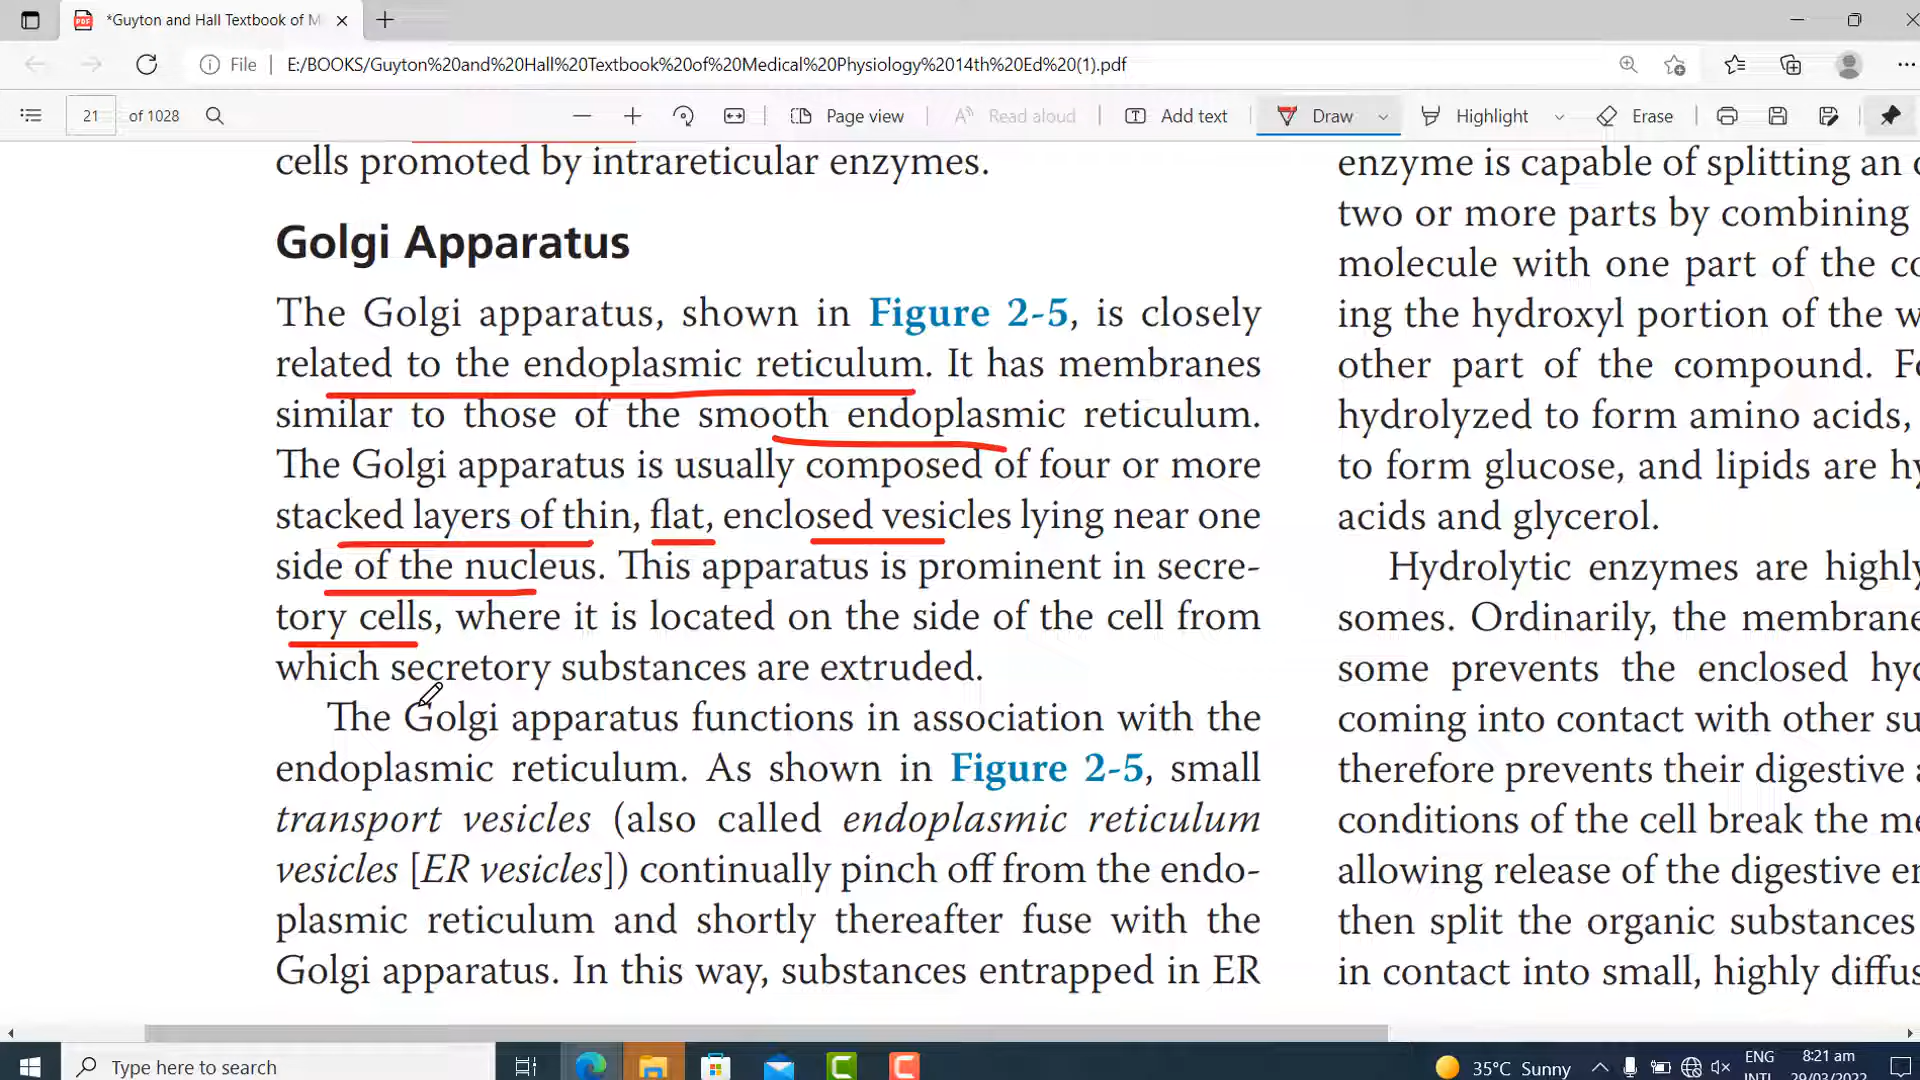 *Guyton and Hall Textbook of M
File
E:/BOOKS/Guyton%20and%20Hall%20Textbook%20of%20Medical%20Physiology%2014th%20Ed%20(1).pdf
21 of 1028
Page view
Read aloud
Add text
Draw
Highlight
Erase
cells promoted by intrareticular enzymes.
Golgi Apparatus
The Golgi apparatus, shown in Figure 2-5, is closely
related to the endoplasmic reticulum. It has membranes
similar to those of the smooth endoplasmic reticulum.
The Golgi apparatus is usually composed of four or more
stacked layers of thin, flat, enclosed vesicles lying near one
side of the nucleus. This apparatus is prominent in secre-
tory cells, where it is located on the side of the cell from
which secretory substances are extruded.
The Golgi apparatus functions in association with the
endoplasmic reticulum. As shown in Figure 2-5, small
transport vesicles (also called endoplasmic reticulum
vesicles [ER vesicles]) continually pinch off from the endo-
plasmic reticulum and shortly thereafter fuse with the
Golgi apparatus. In this way, substances entrapped in ER
enzyme is capable of splitting an
two or more parts by combining
molecule with one part of the co
ing the hydroxyl portion of the w
other part of the compound. Fo
hydrolyzed to form amino acids,
to form glucose, and lipids are hy
acids and glycerol.
Hydrolytic enzymes are highly
somes. Ordinarily, the membrane
some prevents the enclosed hyd
coming into contact with other su
therefore prevents their digestive a
conditions of the cell break the me
allowing release of the digestive en
then split the organic substances
in contact into small, highly diffus
Type here to search
35°C Sunny
ENG
INTL
8:21 am
29/03/2022